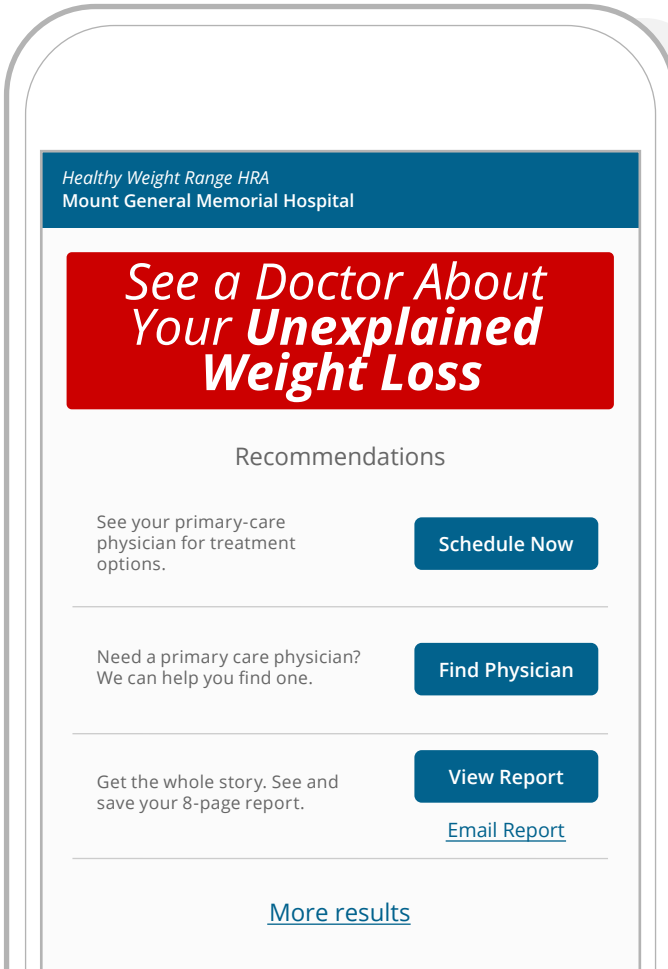 Healthy Weight Range HRA
Mount General Memorial Hospital
See a Doctor About
Your Unexplained
Weight Loss
Recommendations
See your primary-care
physician for treatment
options.
Schedule Now
Need a primary care physician?
We can help you find one.
Find Physician
Get the whole story. See and
save your 8-page report.
View Report
Email Report
More results